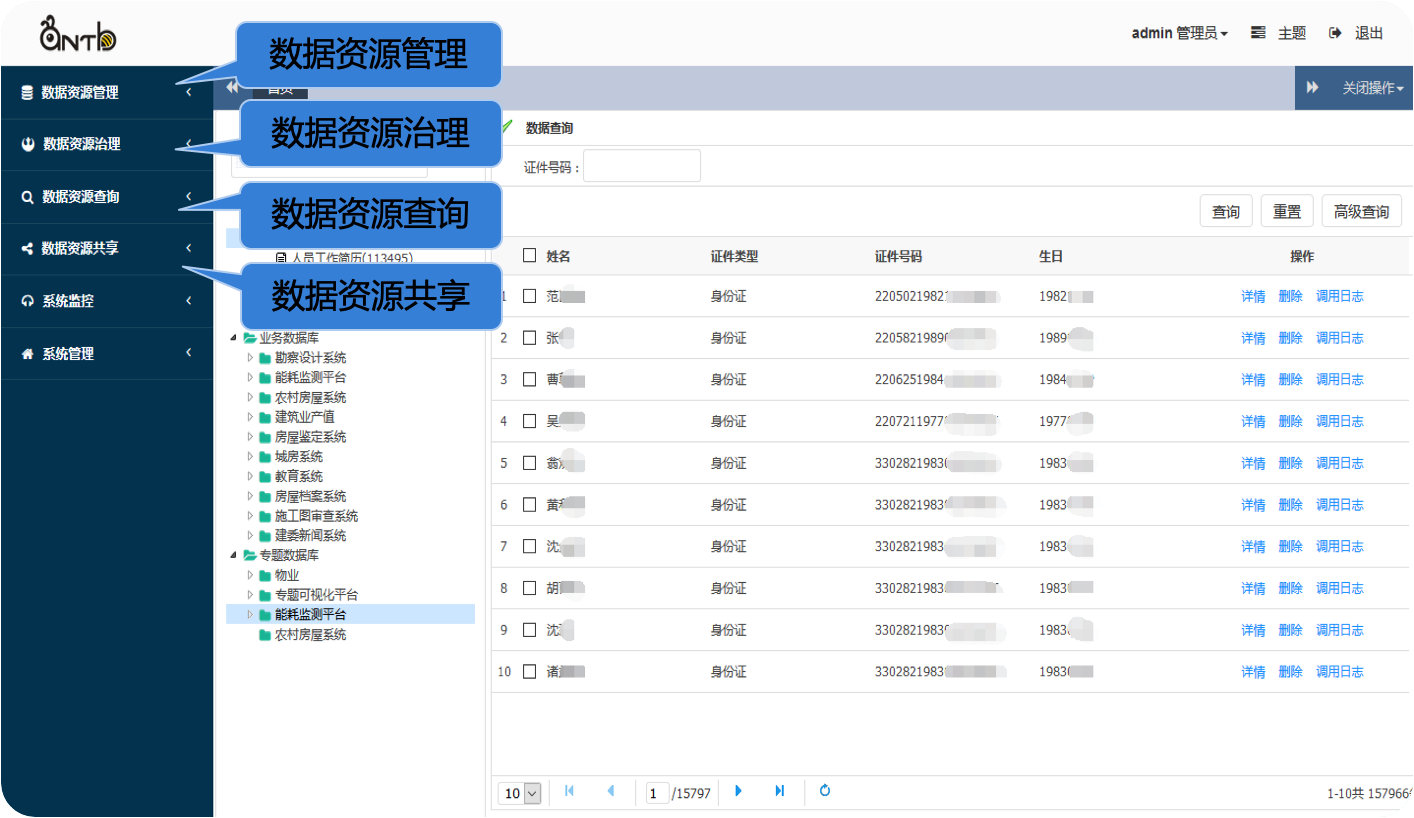 antb
admin 管理员
主题
退出
数据资源管理
数据资源治理
数据资源查询
数据资源共享
系统监控
系统管理
数据资源管理
数据资源治理
数据资源查询
数据资源共享
首页
关闭操作
人员工作简历(113495)
业务数据库
勘察设计系统
能耗监测平台
农村房屋系统
建筑业产值
房屋鉴定系统
城房系统
教育系统
房屋档案系统
施工图审查系统
建委新闻系统
专题数据库
物业
专题可视化平台
能耗监测平台
农村房屋系统
数据查询
证件号码：
查询 重置 高级查询
姓名 证件类型 证件号码 生日 操作
1 范 身份证 220502198 1982 详情 删除 调用日志
2 张 身份证 2205821989 1989 详情 删除 调用日志
3 曹 身份证 2206251984 1984 详情 删除 调用日志
4 吴 身份证 2207211977 1977 详情 删除 调用日志
5 翁 身份证 3302821983 1983 详情 删除 调用日志
6 黄 身份证 3302821983 1983 详情 删除 调用日志
7 沈 身份证 3302821983 1983 详情 删除 调用日志
8 胡 身份证 3302821983 1983 详情 删除 调用日志
9 沈 身份证 3302821983 1983 详情 删除 调用日志
10 诸 身份证 3302821983 1983 详情 删除 调用日志
10 1 /15797 1-10共 157966